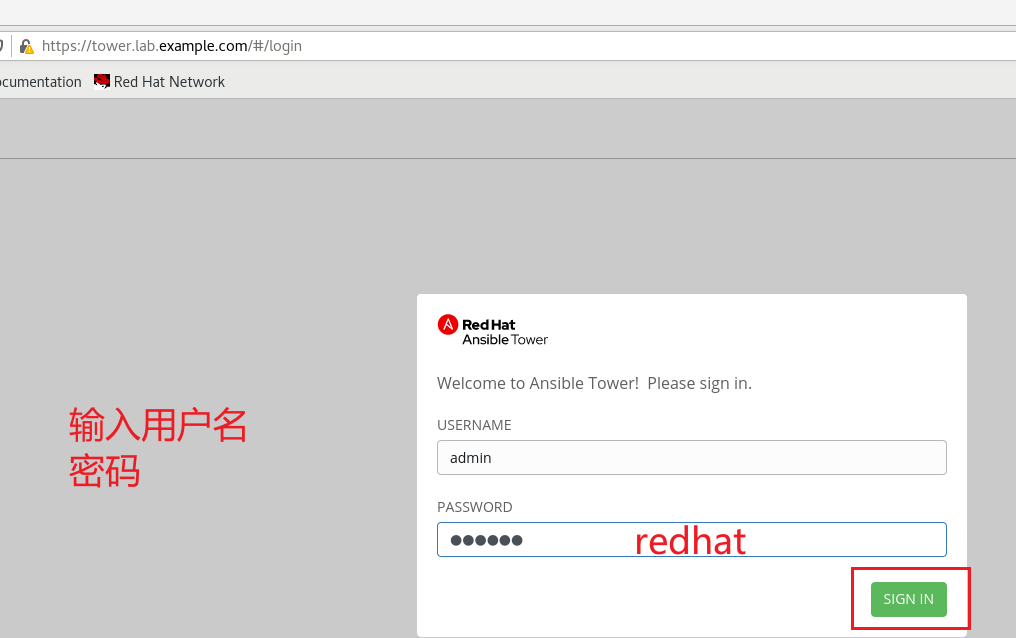 https://tower.lab.example.com/#/login
ocumentation Red Hat Network
Red Hat
Ansible Tower
Welcome to Ansible Tower! Please sign in.
USERNAME
admin
输入用户名
密码
PASSWORD
●●●●●● redhat
SIGN IN